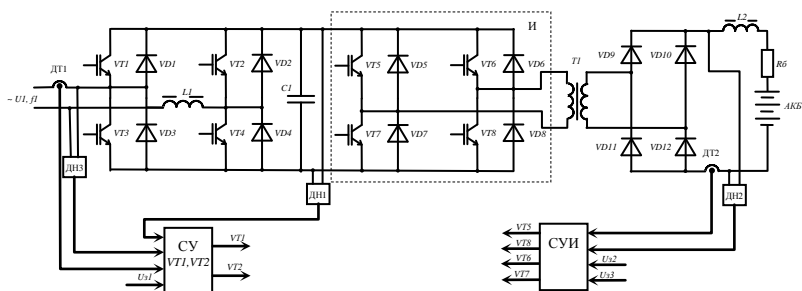 И
L2
ДТ1
VT1
VD1
VT2
VD2
C1
VT5
VD5
VT6
VD6
T1
VD9
VD10
Rб
~ U1, f1
L1
АКБ
VT3
VD3
VT4
VD4
VT7
VD7
VT8
VD8
VD11
VD12
ДТ2
ДН3
ДН1
ДН2
СУ
VT1,VT2
VT1
VT2
Uз1
СУИ
VT5
VT8
VT6
VT7
Uз2
Uз3